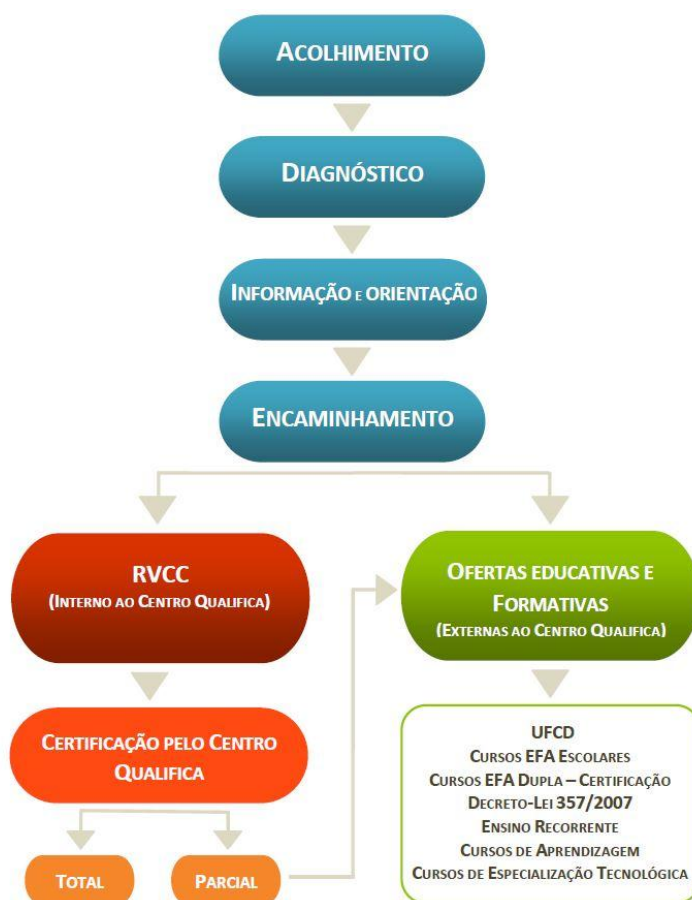 ACOLHIMENTO
DIAGNÓSTICO
INFORMAÇÃO E ORIENTAÇÃO
ENCAMINHAMENTO
RVCC
(INTERNO AO CENTRO QUALIFICA)
OFERTAS EDUCATIVAS E
FORMATIVAS
(EXTERNAS AO CENTRO QUALIFICA)
CERTIFICAÇÃO PELO CENTRO
QUALIFICA
TOTAL
PARCIAL
UFCD
CURSOS EFA ESCOLARES
CURSOS EFA DUPLA – CERTIFICAÇÃO
DECRETO-LEI 357/2007
ENSINO RECORRENTE
CURSOS DE APRENDIZAGEM
CURSOS DE ESPECIALIZAÇÃO TECNOLÓGICA